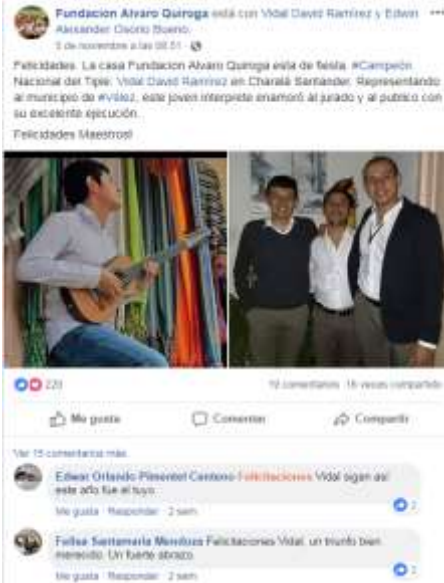 Fundacion Alvaro Quiroga está con Vidal David Ramírez y Edwin
Alexander Osorio Bueno.
5 de noviembre a las 08:51 ·
Felicidades. La casa Fundacion Alvaro Quiroga esta de fiesta. #Campeón
Nacional del Tiple: Vidal David Ramírez en Charalá Santander. Representando
al municipio de #Vélez, este joven interprete enamoró al jurado y al publico con
su excelente ejecución.
Felicidades Maestros!
220
10 comentarios 16 veces compartido
Me gusta Comentar Compartir
Ver 15 comentarios más
Edwar Orlando Pimentel Centeno Felicitaciones Vidal sigan así
este año fue el tuyo.
Me gusta · Responder · 2 sem
2
Santamaría Mendoza Felicitaciones Vidal, un triunfo bien
merecido. Un fuerte abrazo.
Me gusta · Responder · 2 sem
2